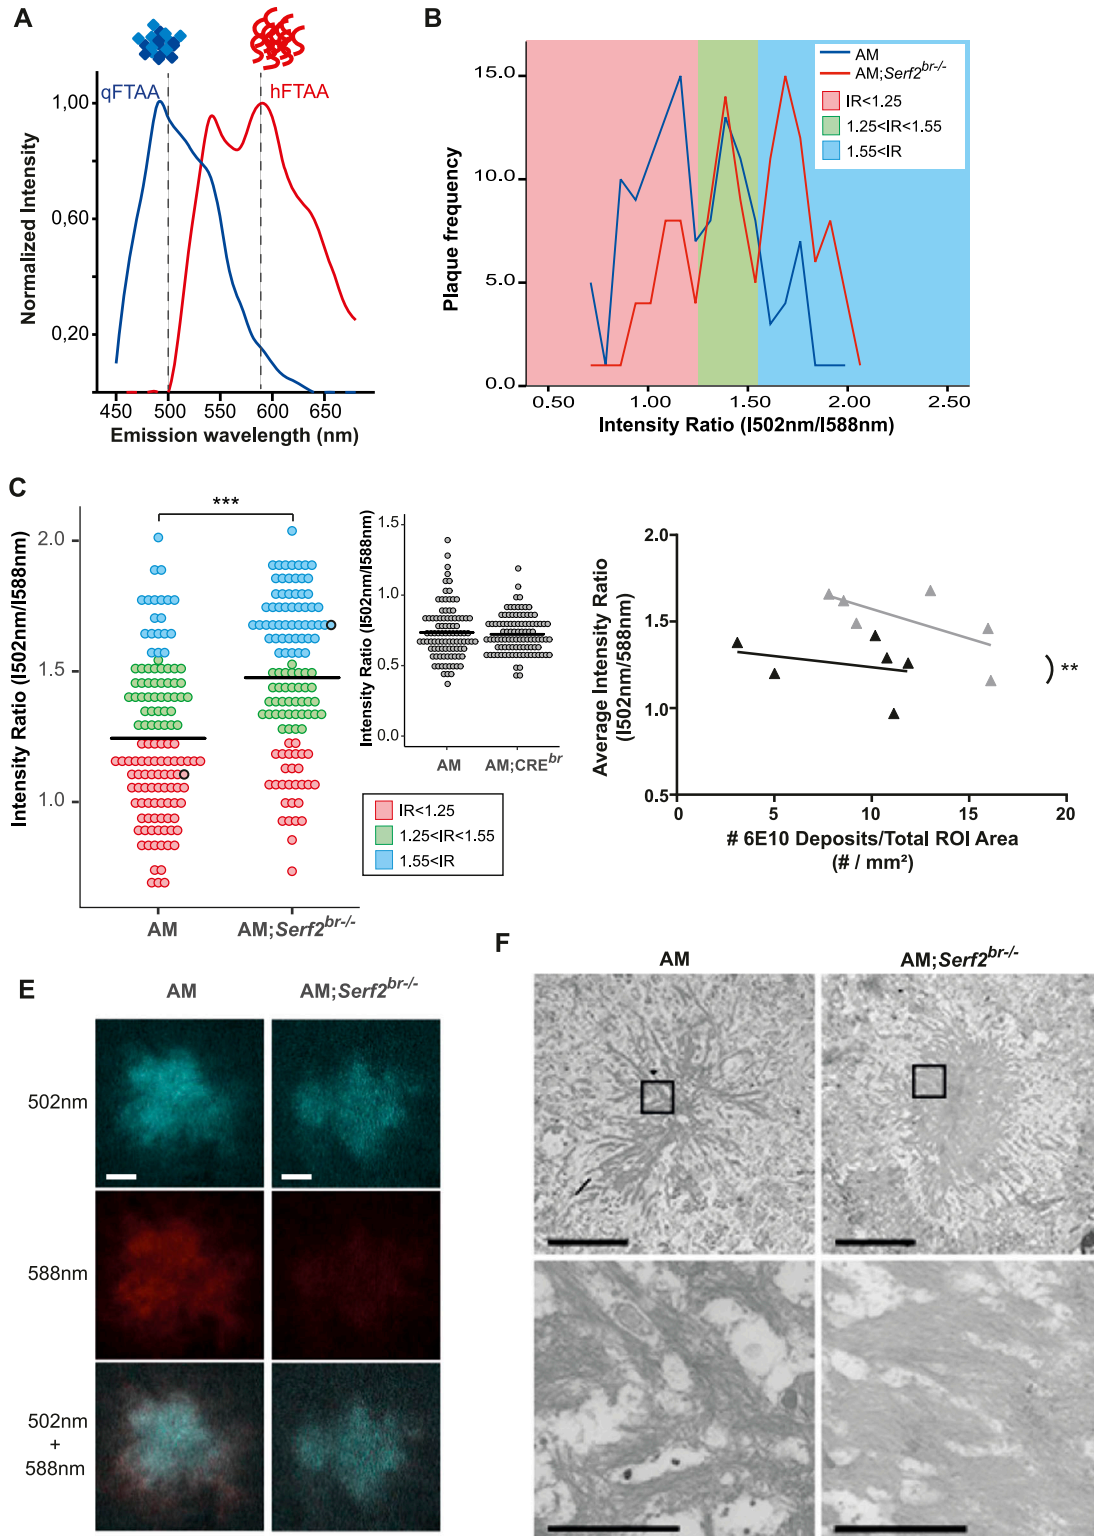 A
qFTAA
hFTAA
1,00
0,60
0,20
Normalized Intensity
450 500 550 600 650
Emission wavelength (nm)
B
AM
AM;Serf2br-/-
IR<1.25
1.25<IR<1.55
1.55<IR
15.0
10.0
5.0
0.0
Plaque frequency
0.50 1.00 1.50 2.00 2.50
Intensity Ratio (I502nm/I588nm)
C
***
2.0
1.5
1.0
Intensity Ratio (I502nm/I588nm)
AM AM;Serf2br-/-
1.5
1.0
0.5
0.0
Intensity Ratio (I502nm/I588nm)
AM AM;CREbr
IR<1.25
1.25<IR<1.55
1.55<IR
2.0
1.5
1.0
0.5
Average Intensity Ratio
(I502nm/588nm)
**
0 5 10 15 20
# 6E10 Deposits/Total ROI Area
(# / mm²)
E
AM AM;Serf2br-/-
502nm
588nm
502nm
+
588nm
F
AM AM;Serf2br-/-